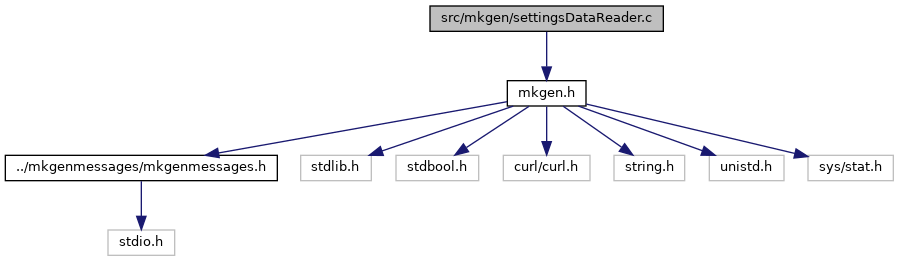 src/mkgen/settingsDataReader.c
mkgen.h
../mkgenmessages/mkgenmessages.h
stdlib.h
stdbool.h
curl/curl.h
string.h
unistd.h
sys/stat.h
stdio.h